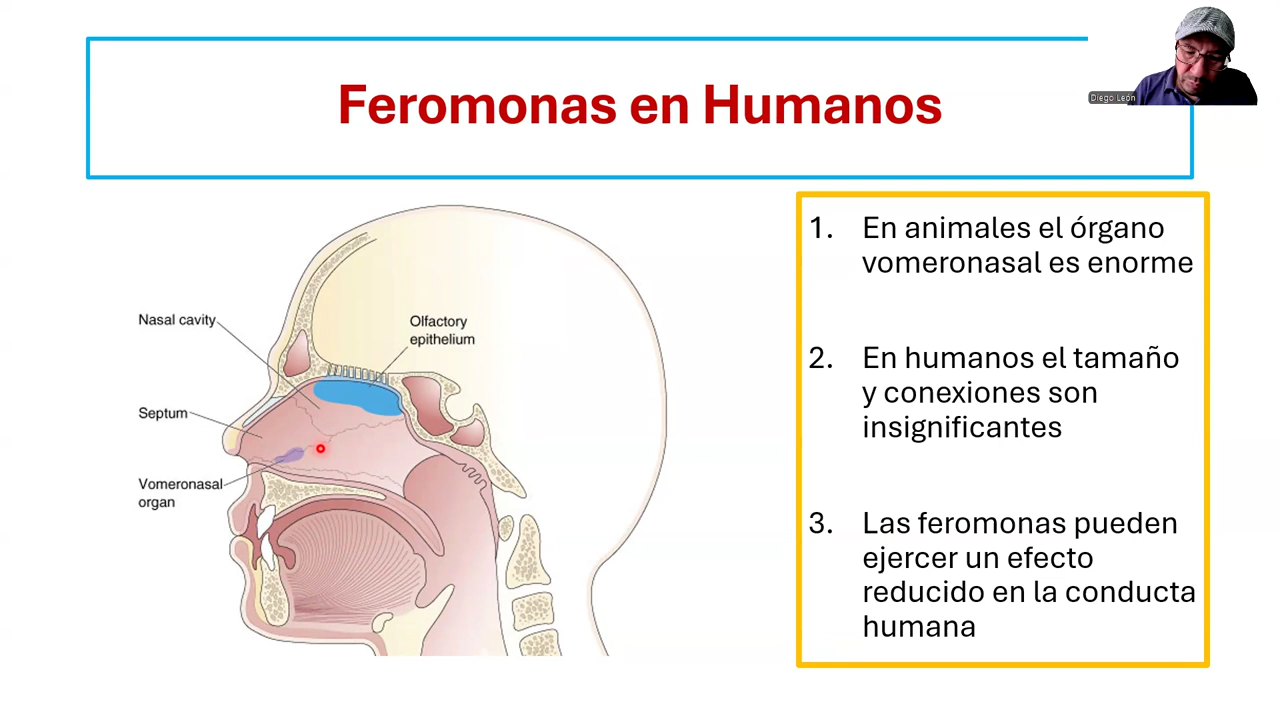 Feromonas en Humanos
Diego León
Nasal cavity
Olfactory
epithelium
Septum
Vomeronasal
organ
1. En animales el órgano
vomeronasal es enorme
2. En humanos el tamaño
y conexiones son
insignificantes
3. Las feromonas pueden
ejercer un efecto
reducido en la conducta
humana